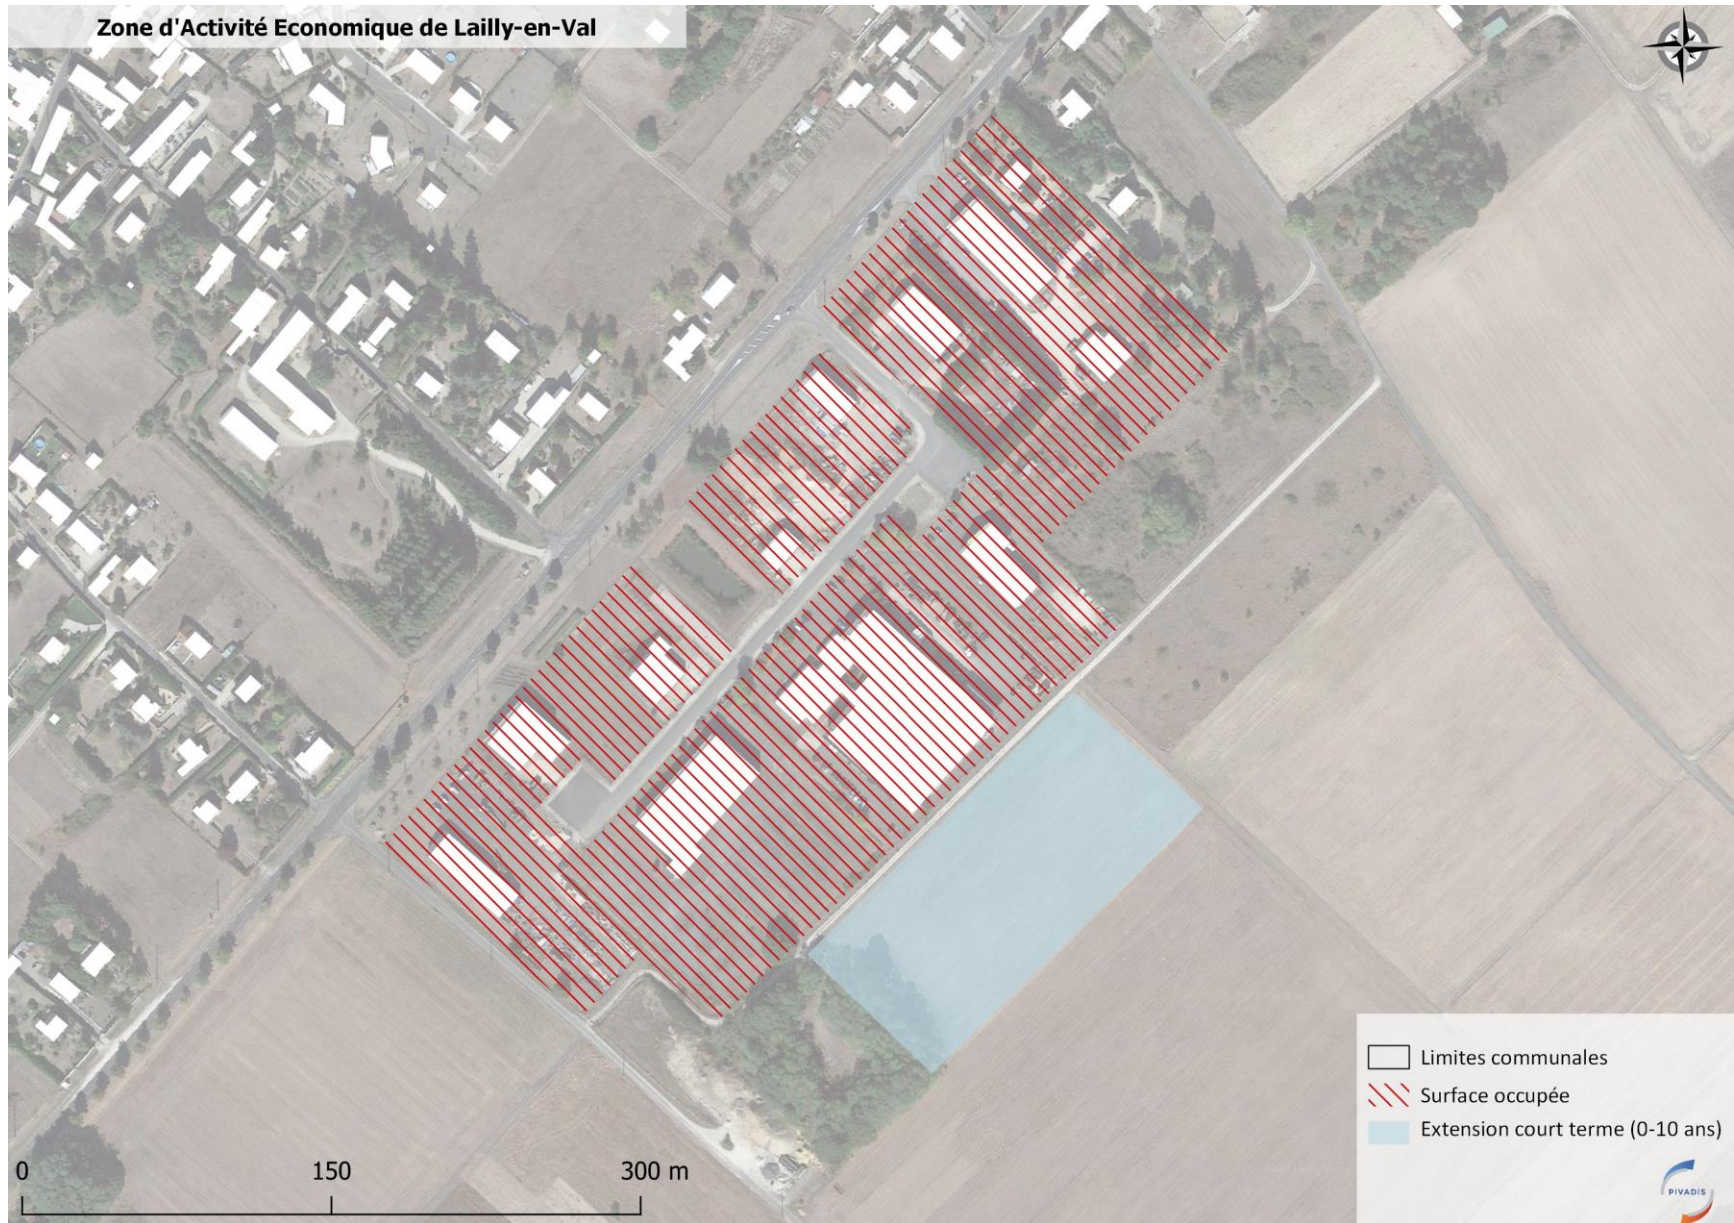 Zone d'Activité Economique de Lailly-en-Val
Limites communales
Surface occupée
Extension court terme (0-10 ans)
0 150 300 m
PIVADIS